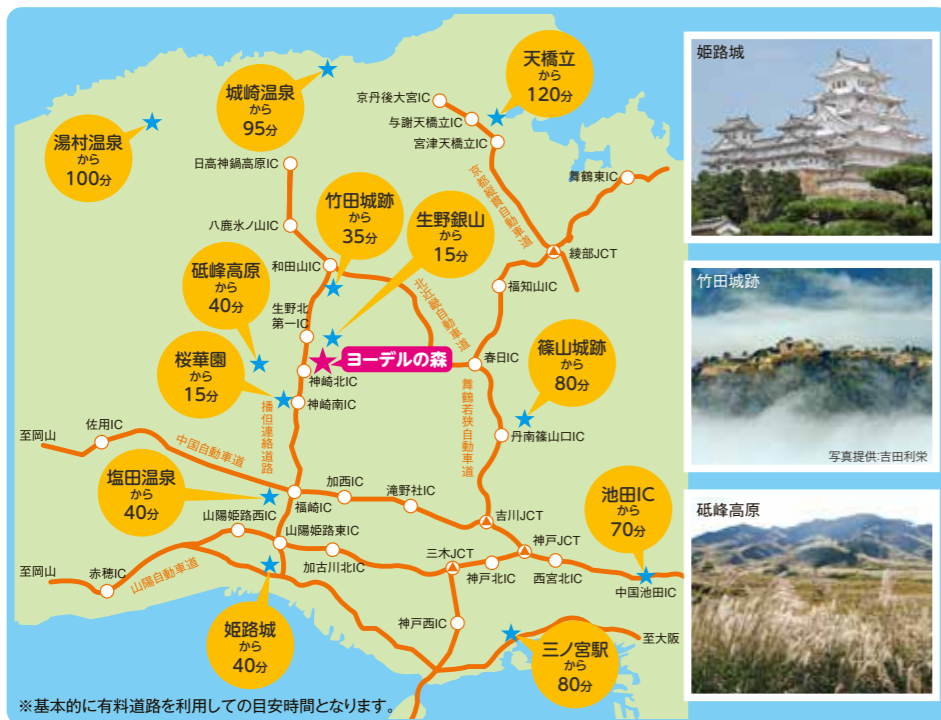 天橋立
から
120分
城崎温泉
から
95分
湯村温泉
から
100分
京丹後大宮IC
与謝天橋立IC
宮津天橋立IC
日高神鍋高原IC
舞鶴東IC
京都縦貫自動車道
竹田城跡
から
35分
生野銀山
から
15分
八鹿氷ノ山IC
綾部JCT
砥峰高原
から
40分
和田山IC
福知山IC
北近畿自動車道
生野北
第一IC
ヨーデルの森
春日IC
篠山城跡
から
80分
桜華園
から
15分
神崎北IC
神崎南IC
舞鶴若狭自動車道
播但連絡道路
丹南篠山口IC
至岡山
佐用IC
中国自動車道
塩田温泉
から
40分
加西IC
滝野社IC
福崎IC
池田IC
から
70分
山陽姫路西IC
山陽姫路東IC
吉川JCT
神戸JCT
三木JCT
至岡山
赤穂IC
山陽自動車道
加古川北IC
神戸北IC
西宮北IC
中国池田IC
姫路城
から
40分
神戸西IC
三ノ宮駅
から
80分
至大阪
※基本的に有料道路を利用しての目安時間となります。
姫路城
竹田城跡
写真提供:吉田利栄
砥峰高原